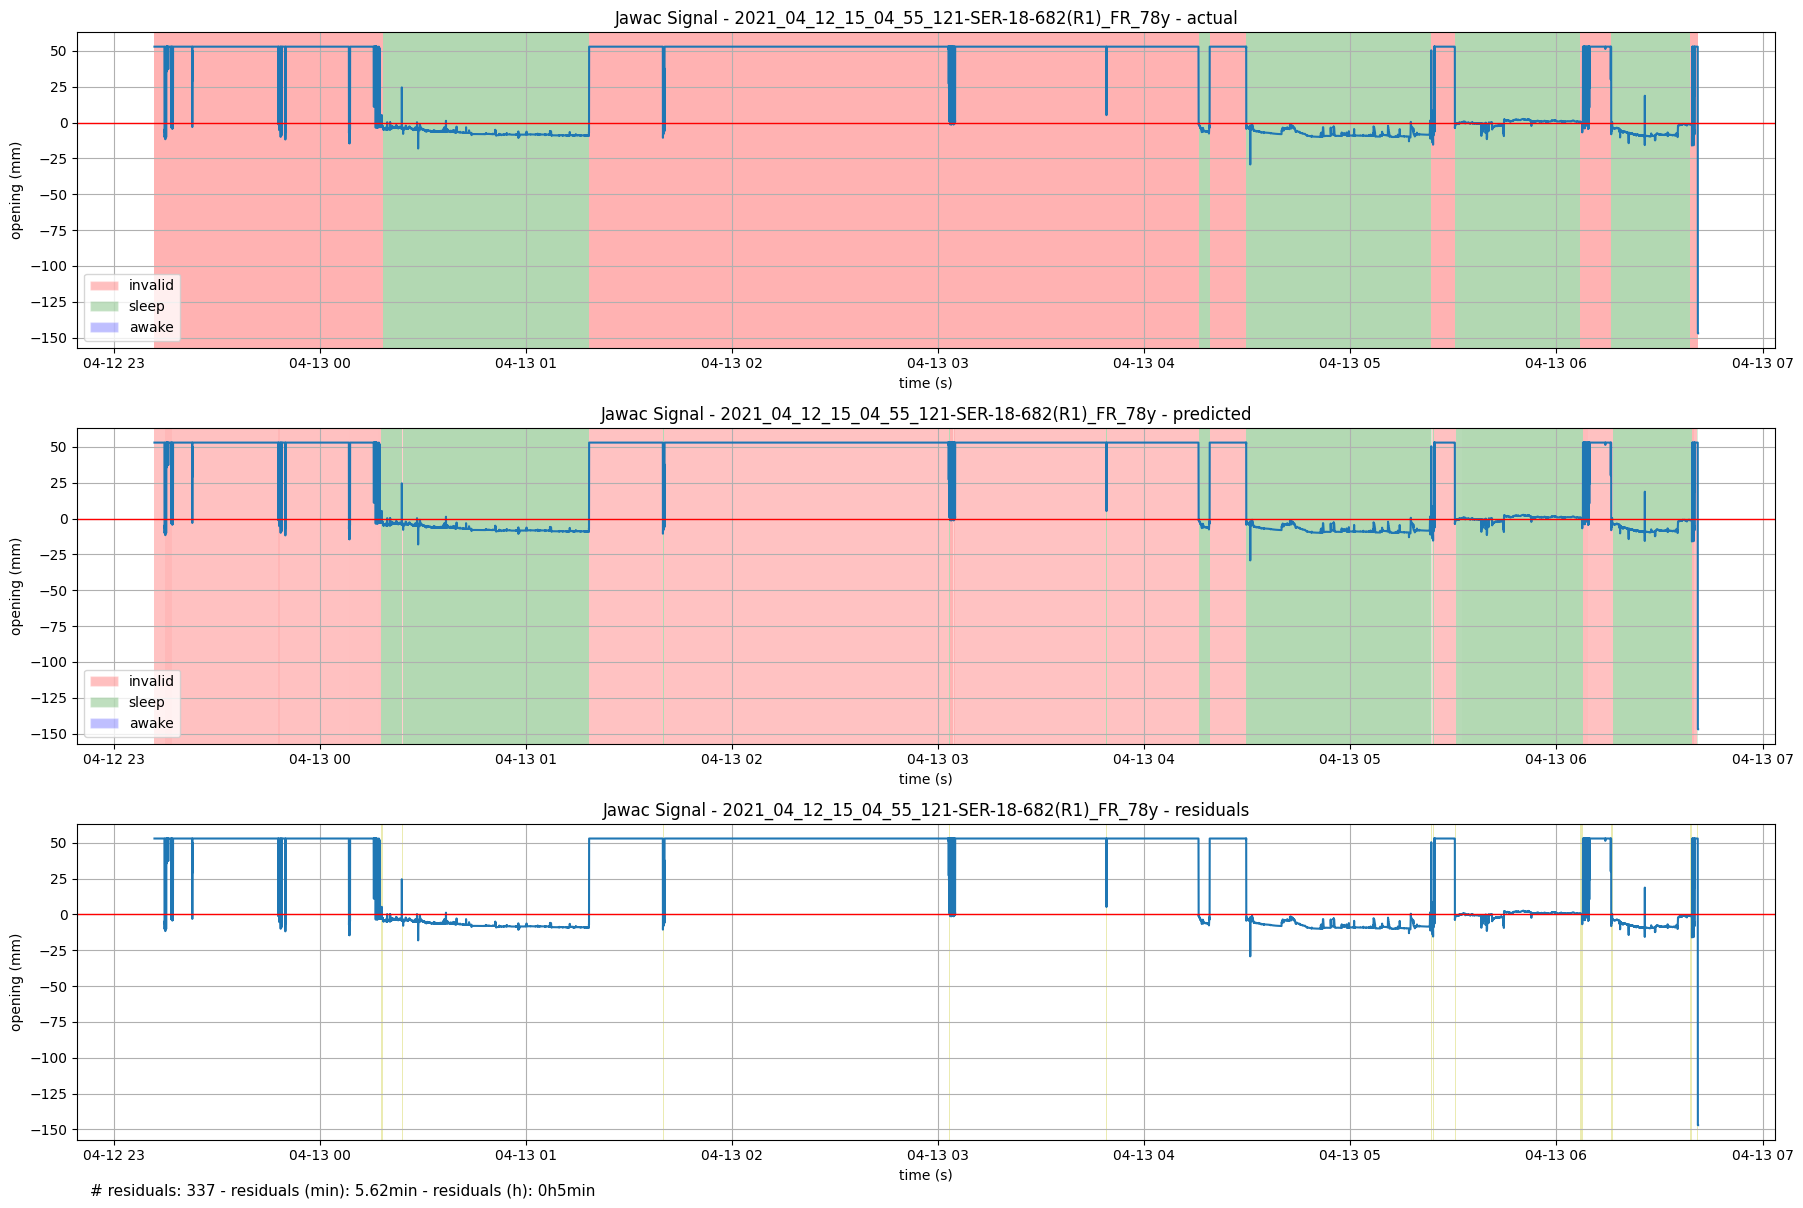 Jawac Signal - 2021_04_12_15_04_55_121-SER-18-682(R1)_FR_78y - actual
opening (mm)
50
25
0
−25
−50
−75
−100
−125
−150
invalid
sleep
awake
04-12 23 04-13 00 04-13 01 04-13 02 04-13 03 04-13 04 04-13 05 04-13 06 04-13 07
time (s)
Jawac Signal - 2021_04_12_15_04_55_121-SER-18-682(R1)_FR_78y - predicted
opening (mm)
50
25
0
−25
−50
−75
−100
−125
−150
invalid
sleep
awake
04-12 23 04-13 00 04-13 01 04-13 02 04-13 03 04-13 04 04-13 05 04-13 06 04-13 07
time (s)
Jawac Signal - 2021_04_12_15_04_55_121-SER-18-682(R1)_FR_78y - residuals
opening (mm)
50
25
0
−25
−50
−75
−100
−125
−150
04-12 23 04-13 00 04-13 01 04-13 02 04-13 03 04-13 04 04-13 05 04-13 06 04-13 07
time (s)
# residuals: 337 - residuals (min): 5.62min - residuals (h): 0h5min